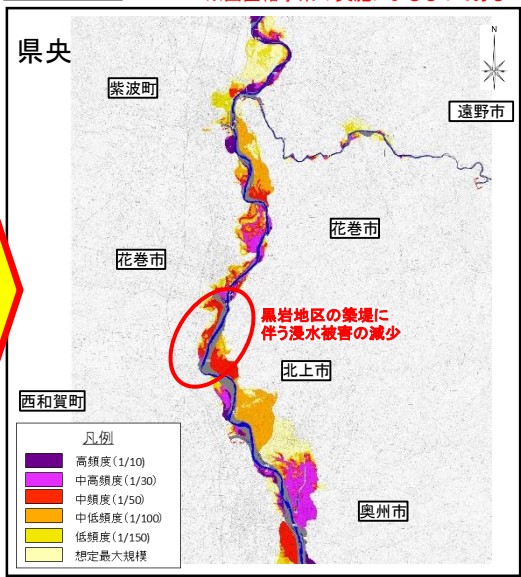 県央
N
紫波町
遠野市
花巻市
花巻市
黒岩地区の築堤に
伴う浸水被害の減少
北上市
西和賀町
凡例
高頻度(1/10)
中高頻度(1/30)
中頻度(1/50)
中低頻度(1/100)
低頻度(1/150)
想定最大規模
奥州市